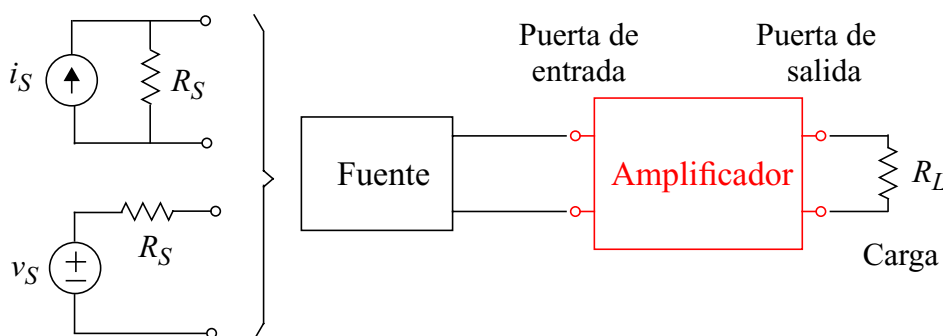 i_S
R_S
v_S
R_S
Fuente
Puerta de
entrada
Amplificador
Puerta de
salida
R_L
Carga